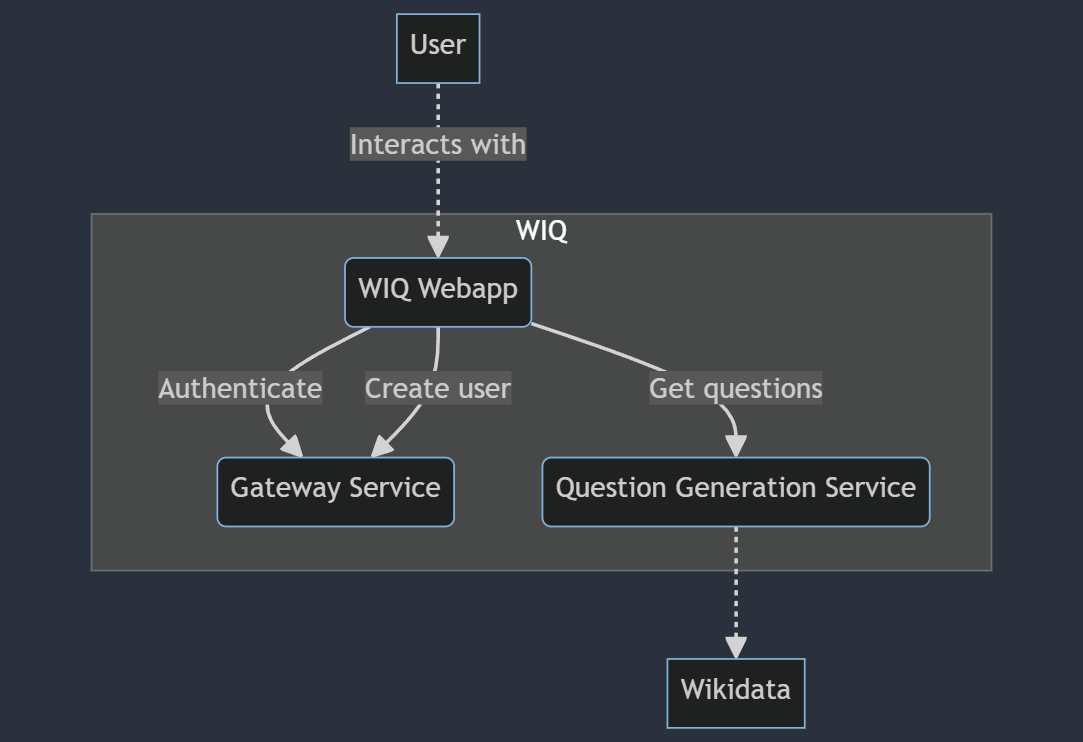 User
Interacts with
WIQ
WIQ Webapp
Authenticate
Create user
Get questions
Gateway Service
Question Generation Service
Wikidata